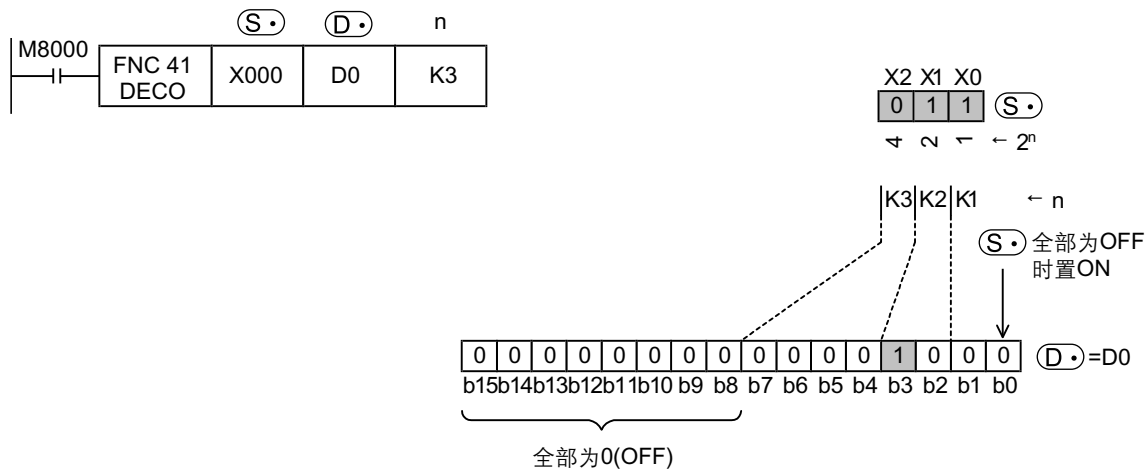 S· D· n
M8000
FNC 41 DECO X000 D0 K3
X2 X1 X0
0 1 1 S·
4 2 1 ← 2ⁿ
K3 K2 K1 ← n
S· 全部为OFF
时置ON
0 0 0 0 0 0 0 0 0 0 0 0 1 0 0 0 D·=D0
b15 b14 b13 b12 b11 b10 b9 b8 b7 b6 b5 b4 b3 b2 b1 b0
全部为0(OFF)